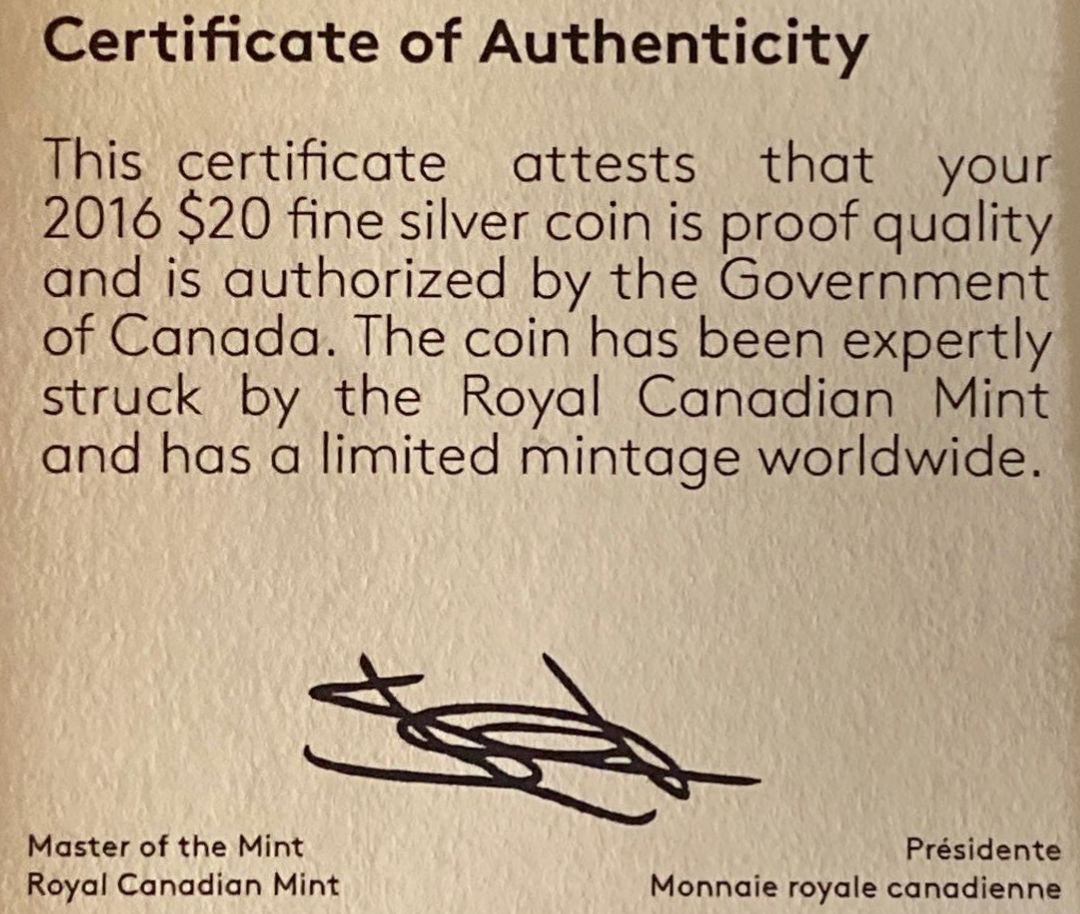 Certificate of Authenticity
This certificate attests that your
2016 $20 fine silver coin is proof quality
and is authorized by the Government
of Canada. The coin has been expertly
struck by the Royal Canadian Mint
and has a limited mintage worldwide.
Master of the Mint
Royal Canadian Mint
Présidente
Monnaie royale canadienne